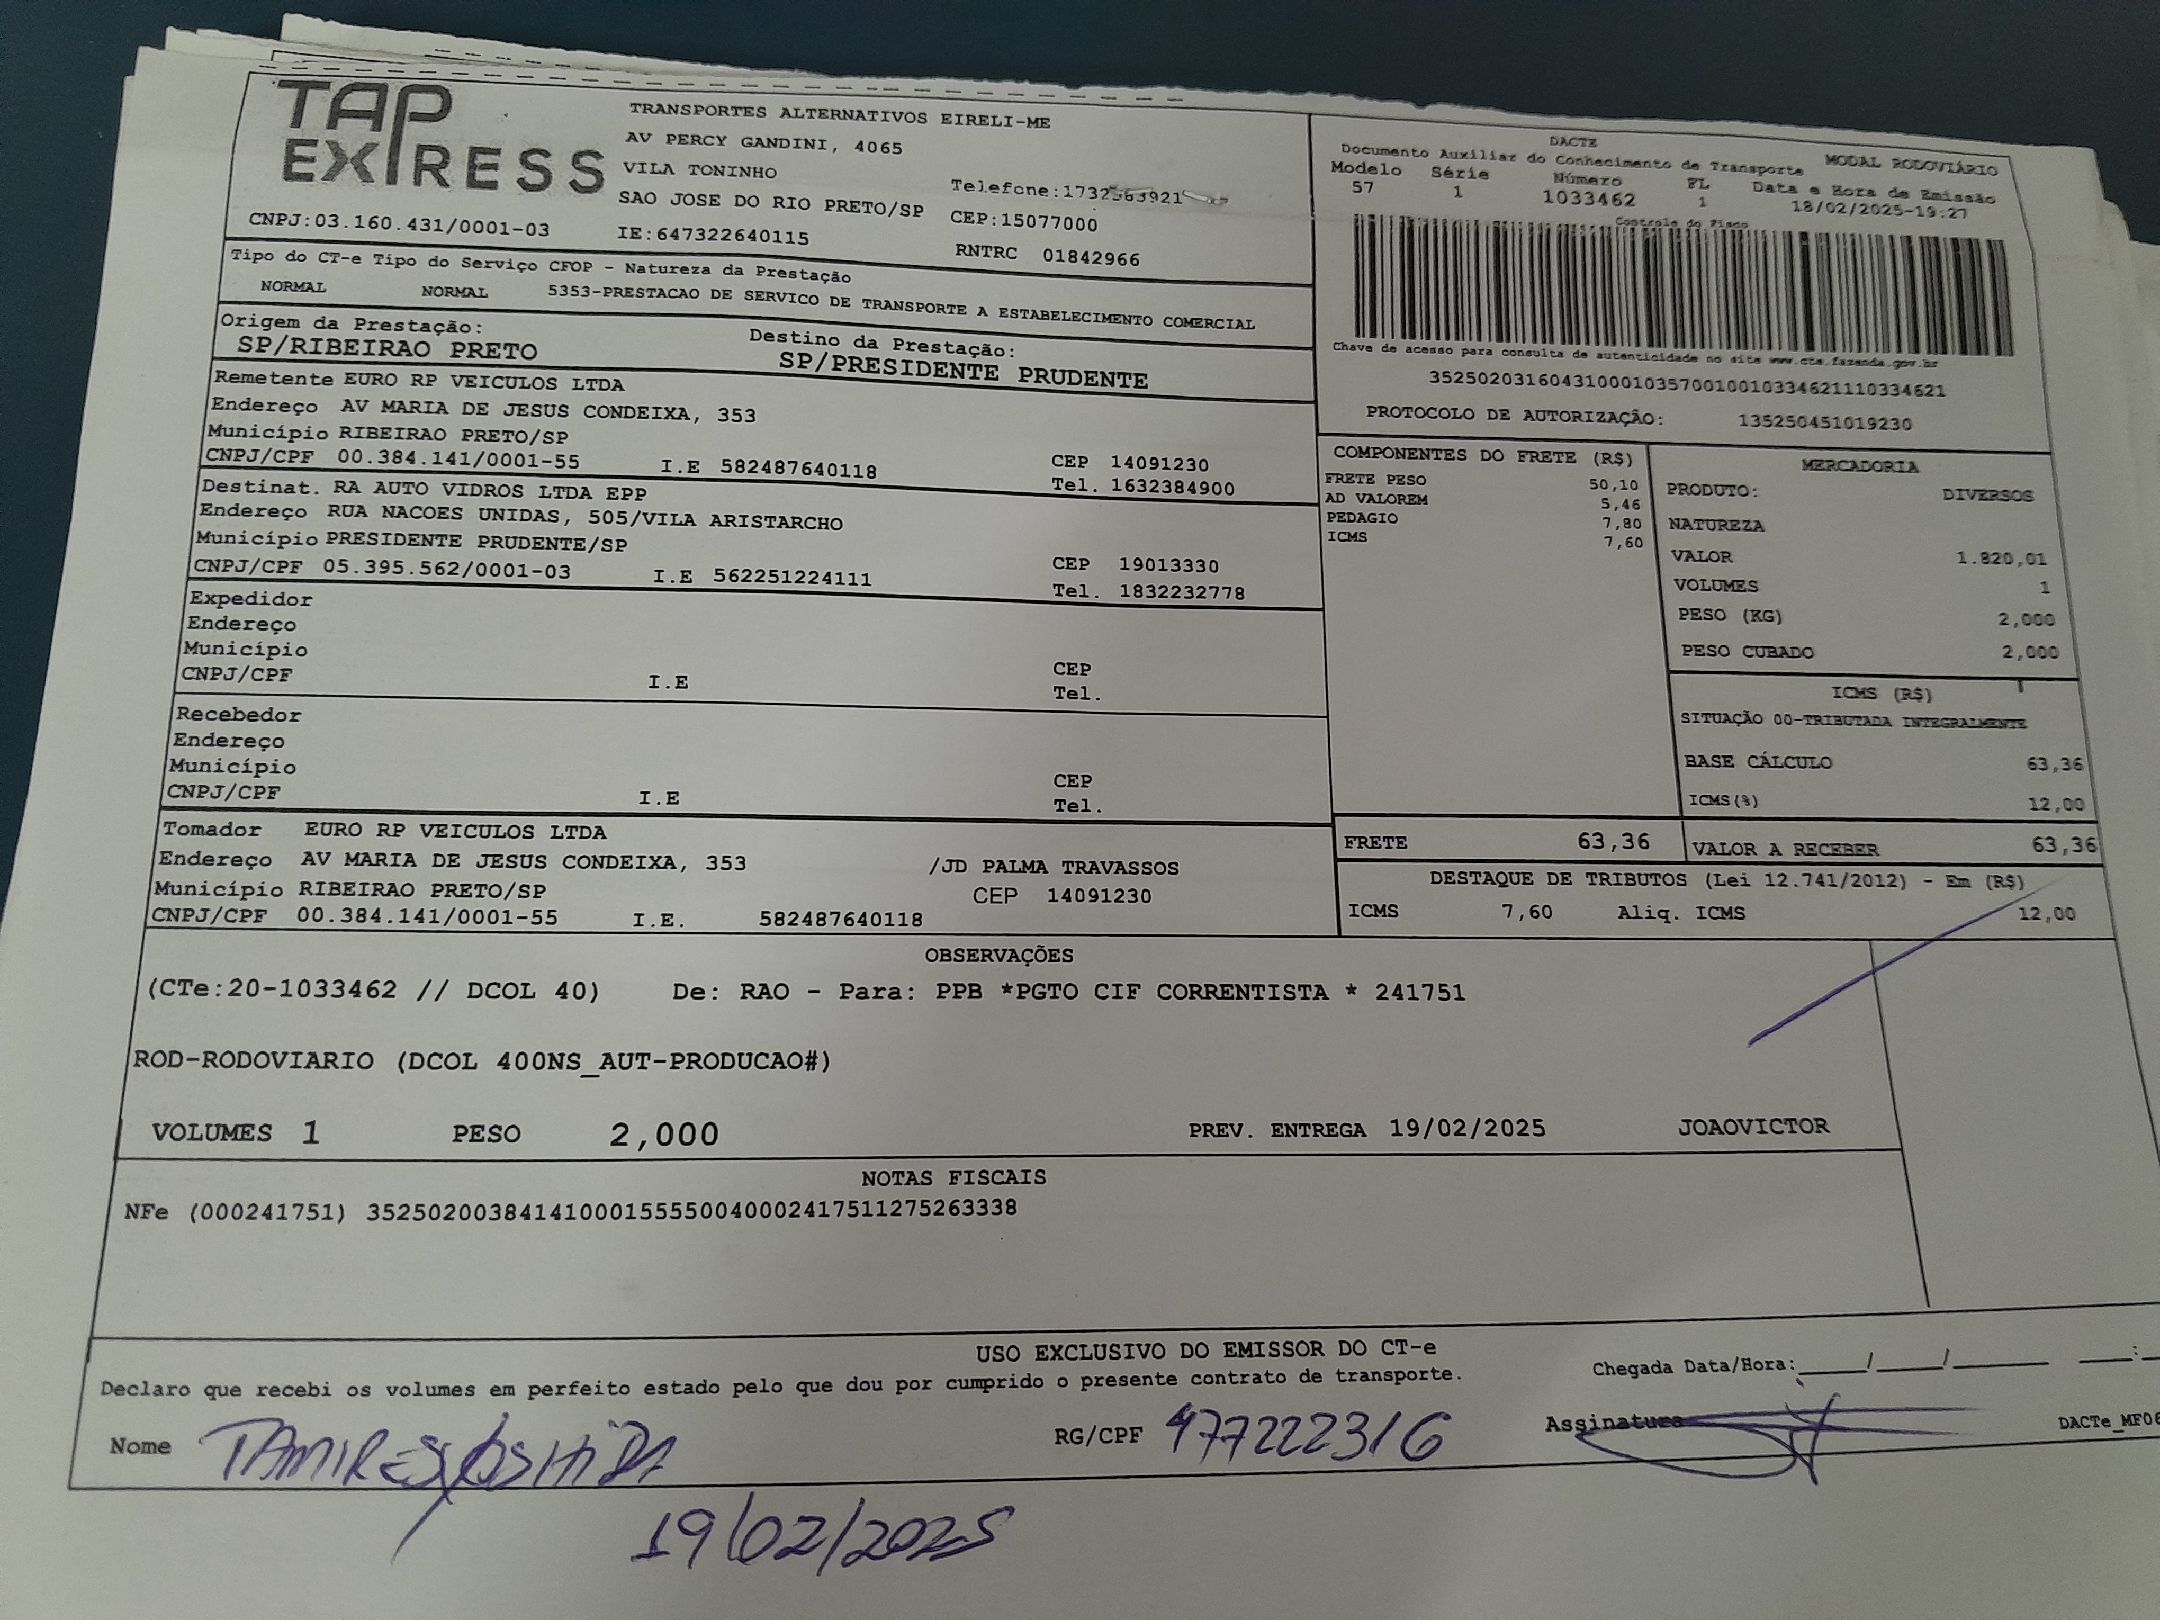 TAP
EXPRESS
TRANSPORTES ALTERNATIVOS EIRELI-ME
AV PERCY GANDINI, 4065
VILA TONINHO
SAO JOSE DO RIO PRETO/SP
Telefone:1732563921
CEP:15077000
CNPJ:03.160.431/0001-03
IE:647322640115
RNTRC 01842966
DACTE
Documento Auxiliar do Conhecimento de Transporte
MODAL RODOVIÁRIO
Modelo Série Número FL Data e Hora de Emissão
57 1 1033462 1 18/02/2025-19:27
Controle do Fisco
Chave de acesso para consulta de autenticidade no site www.cte.fazenda.gov.br
35250203160431000103570010010334621110334621
PROTOCOLO DE AUTORIZAÇÃO: 135250451019230
Tipo do CT-e Tipo do Serviço CFOP - Natureza da Prestação
NORMAL NORMAL 5353-PRESTACAO DE SERVICO DE TRANSPORTE A ESTABELECIMENTO COMERCIAL
Origem da Prestação: Destino da Prestação:
SP/RIBEIRAO PRETO SP/PRESIDENTE PRUDENTE
Remetente EURO RP VEICULOS LTDA
Endereço AV MARIA DE JESUS CONDEIXA, 353
Município RIBEIRAO PRETO/SP CEP 14091230
CNPJ/CPF 00.384.141/0001-55 I.E 582487640118 Tel. 1632384900
Destinat. RA AUTO VIDROS LTDA EPP
Endereço RUA NACOES UNIDAS, 505/VILA ARISTARCHO
Município PRESIDENTE PRUDENTE/SP CEP 19013330
CNPJ/CPF 05.395.562/0001-03 I.E 562251224111 Tel. 1832232778
Expedidor
Endereço
Município CEP
CNPJ/CPF I.E Tel.
Recebedor
Endereço
Município CEP
CNPJ/CPF I.E Tel.
Tomador EURO RP VEICULOS LTDA
Endereço AV MARIA DE JESUS CONDEIXA, 353 /JD PALMA TRAVASSOS
Município RIBEIRAO PRETO/SP CEP 14091230
CNPJ/CPF 00.384.141/0001-55 I.E. 582487640118
COMPONENTES DO FRETE (R$)
FRETE PESO 50,10
AD VALOREM 5,46
PEDAGIO 7,80
ICMS 7,60
MERCADORIA
PRODUTO: DIVERSOS
NATUREZA
VALOR 1.820,01
VOLUMES 1
PESO (KG) 2,000
PESO CUBADO 2,000
ICMS (R$)
SITUAÇÃO 00-TRIBUTADA INTEGRALMENTE
BASE CÁLCULO 63,36
ICMS(%) 12,00
FRETE 63,36 VALOR A RECEBER 63,36
DESTAQUE DE TRIBUTOS (Lei 12.741/2012) - Em (R$)
ICMS 7,60 Aliq. ICMS 12,00
OBSERVAÇÕES
(CTe:20-1033462 // DCOL 40) De: RAO - Para: PPB *PGTO CIF CORRENTISTA * 241751
ROD-RODOVIARIO (DCOL 400NS_AUT-PRODUCAO#)
VOLUMES 1 PESO 2,000 PREV. ENTREGA 19/02/2025 JOAOVICTOR
NOTAS FISCAIS
NFe (000241751) 35250200384141000155550040002417511275263338
USO EXCLUSIVO DO EMISSOR DO CT-e
Declaro que recebi os volumes em perfeito estado pelo que dou por cumprido o presente contrato de transporte.
Chegada Data/Hora:____/____/______ ___:
Nome TAMIRES YOSHIDA RG/CPF 477222316 Assinatura DACTe_MF06
19/02/2025